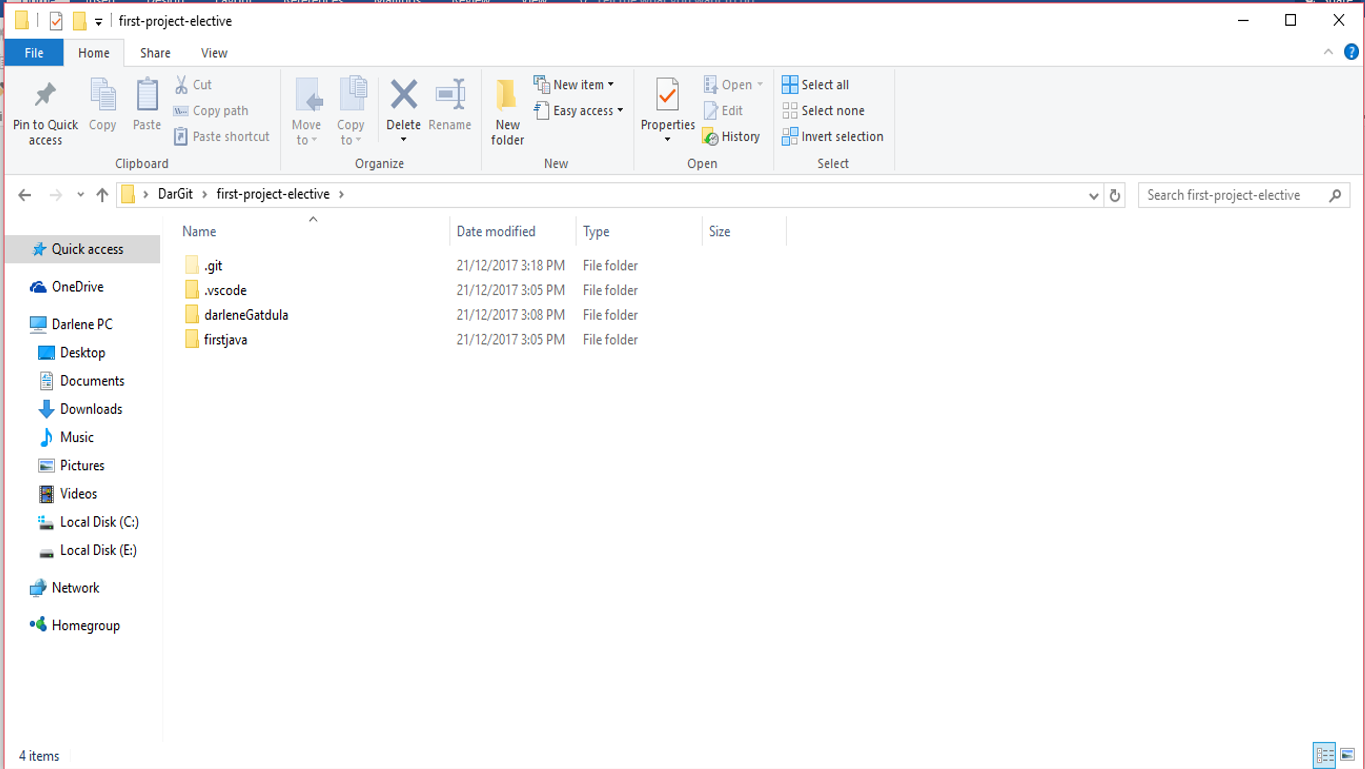 first-project-elective
File Home Share View
Pin to Quick access
Copy
Paste
Cut
Copy path
Paste shortcut
Clipboard
Move to
Copy to
Delete
Rename
Organize
New folder
New item
Easy access
New
Properties
Open
Edit
History
Open
Select all
Select none
Invert selection
Select
DarGit > first-project-elective >
Search first-project-elective
Name Date modified Type Size
.git 21/12/2017 3:18 PM File folder
.vscode 21/12/2017 3:05 PM File folder
darleneGatdula 21/12/2017 3:08 PM File folder
firstjava 21/12/2017 3:05 PM File folder
Quick access
OneDrive
Darlene PC
Desktop
Documents
Downloads
Music
Pictures
Videos
Local Disk (C:)
Local Disk (E:)
Network
Homegroup
4 items